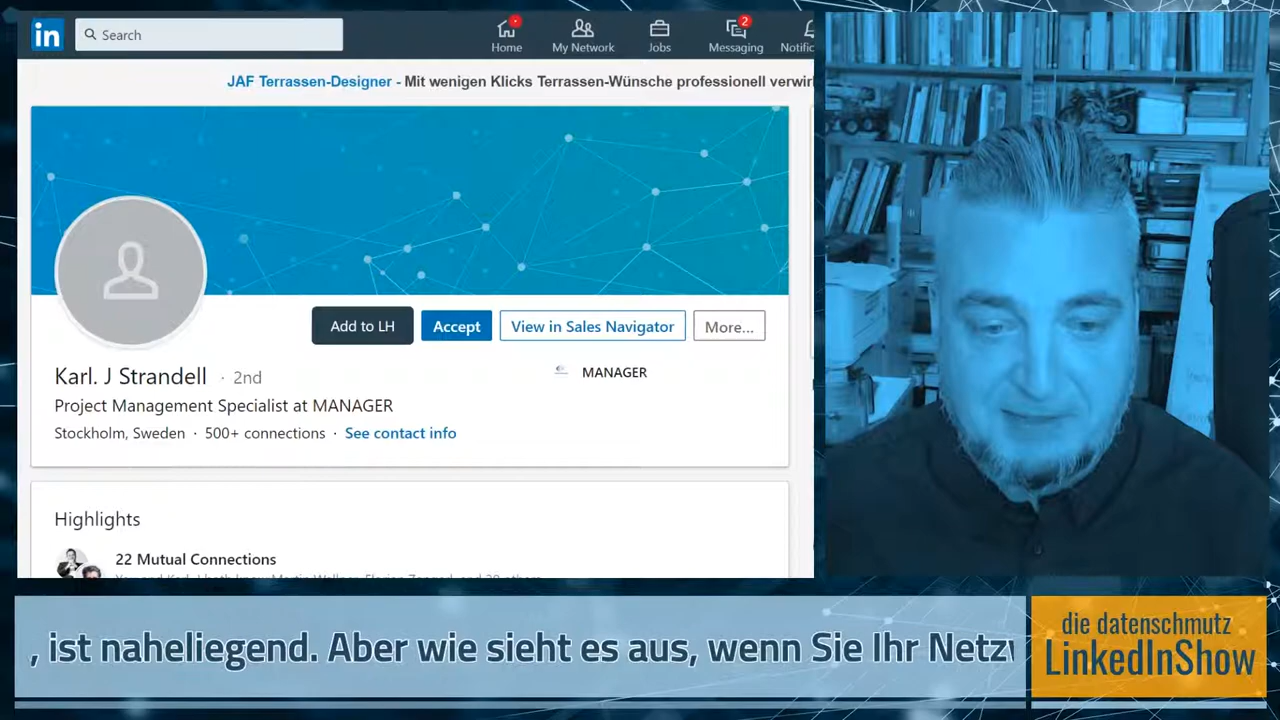 in
Search
Home
My Network
Jobs
2
Messaging
Notific
JAF Terrassen-Designer - Mit wenigen Klicks Terrassen-Wünsche professionell verwirk
Add to LH
Accept
View in Sales Navigator
More...
Karl. J Strandell · 2nd
MANAGER
Project Management Specialist at MANAGER
Stockholm, Sweden · 500+ connections · See contact info
Highlights
22 Mutual Connections
, ist naheliegend. Aber wie sieht es aus, wenn Sie Ihr Netzw
die datenschmutz
LinkedInShow